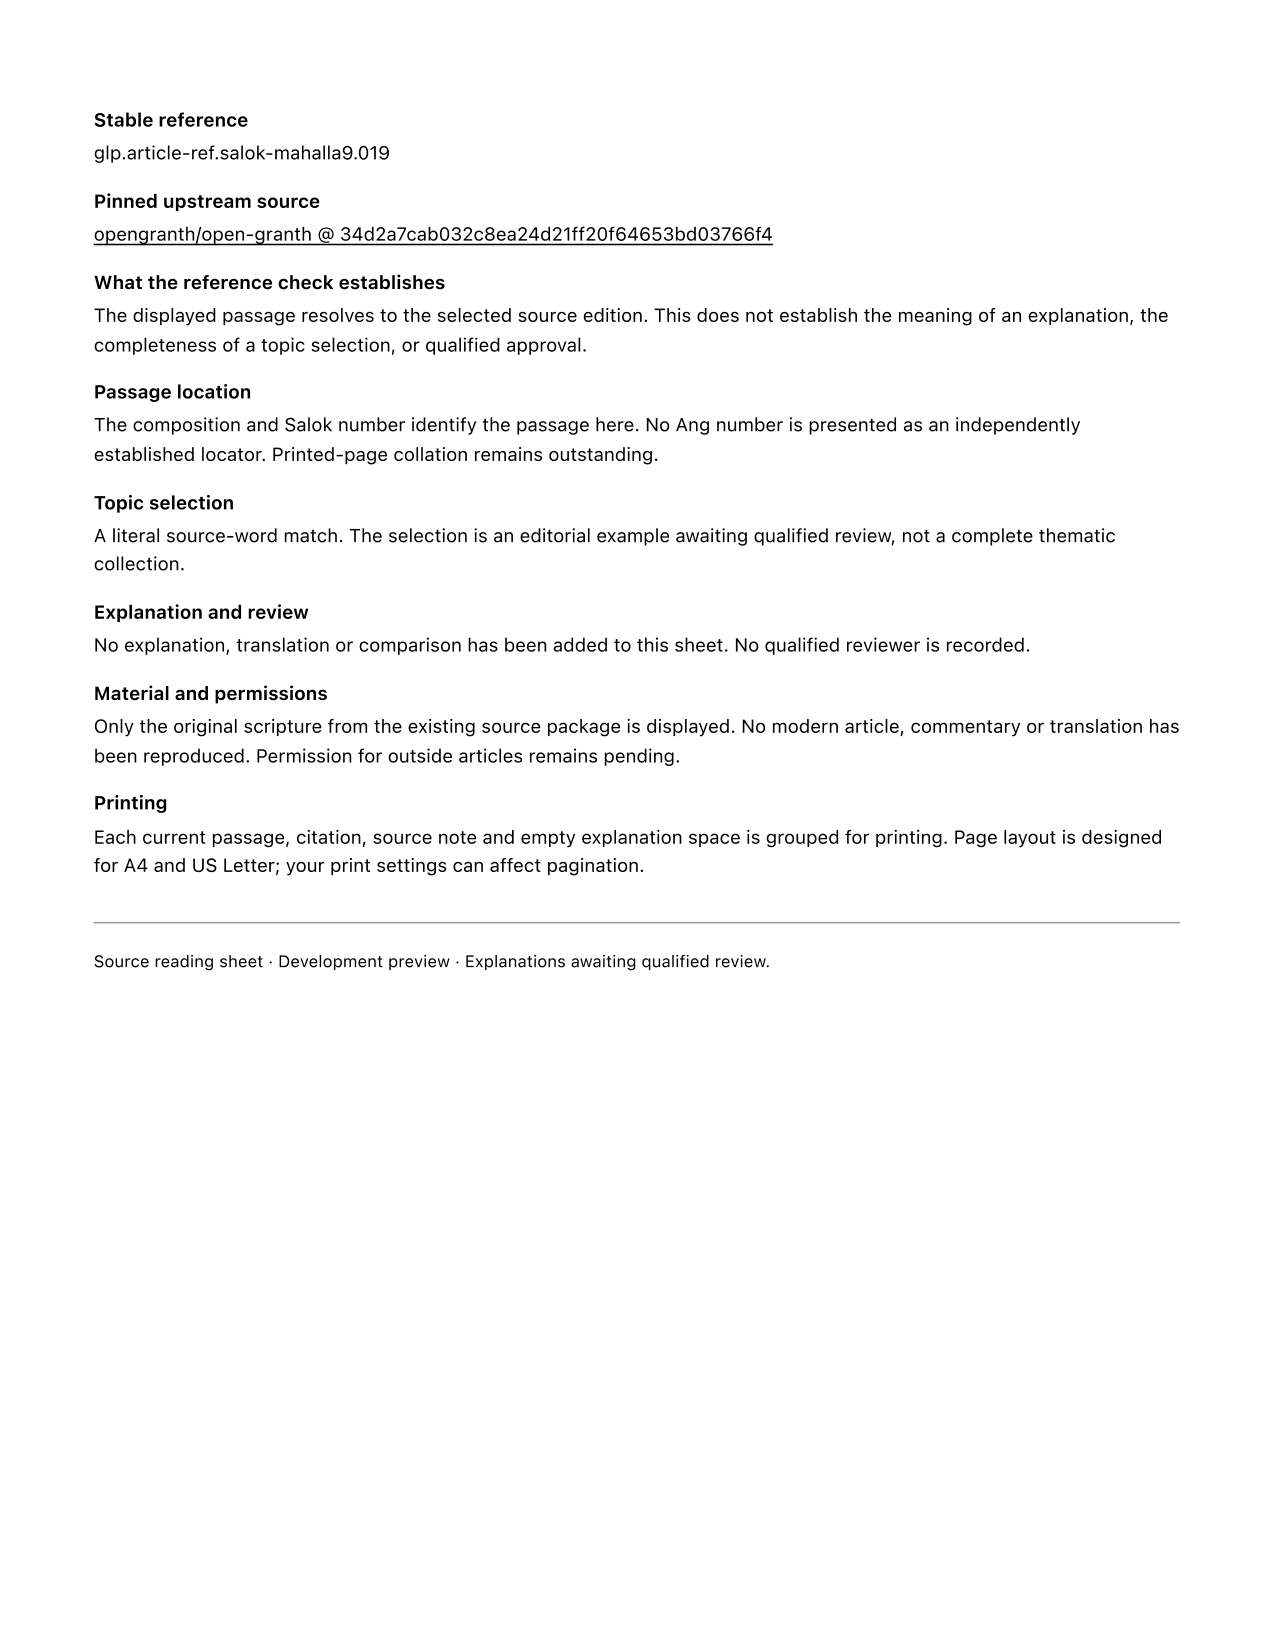 Stable reference
glp.article-ref.salok-mahalla9.019
Pinned upstream source
opengranth/open-granth @ 34d2a7cab032c8ea24d21ff20f64653bd03766f4
What the reference check establishes
The displayed passage resolves to the selected source edition. This does not establish the meaning of an explanation, the
completeness of a topic selection, or qualified approval.
Passage location
The composition and Salok number identify the passage here. No Ang number is presented as an independently
established locator. Printed-page collation remains outstanding.
Topic selection
A literal source-word match. The selection is an editorial example awaiting qualified review, not a complete thematic
collection.
Explanation and review
No explanation, translation or comparison has been added to this sheet. No qualified reviewer is recorded.
Material and permissions
Only the original scripture from the existing source package is displayed. No modern article, commentary or translation has
been reproduced. Permission for outside articles remains pending.
Printing
Each current passage, citation, source note and empty explanation space is grouped for printing. Page layout is designed
for A4 and US Letter; your print settings can affect pagination.
Source reading sheet · Development preview · Explanations awaiting qualified review.